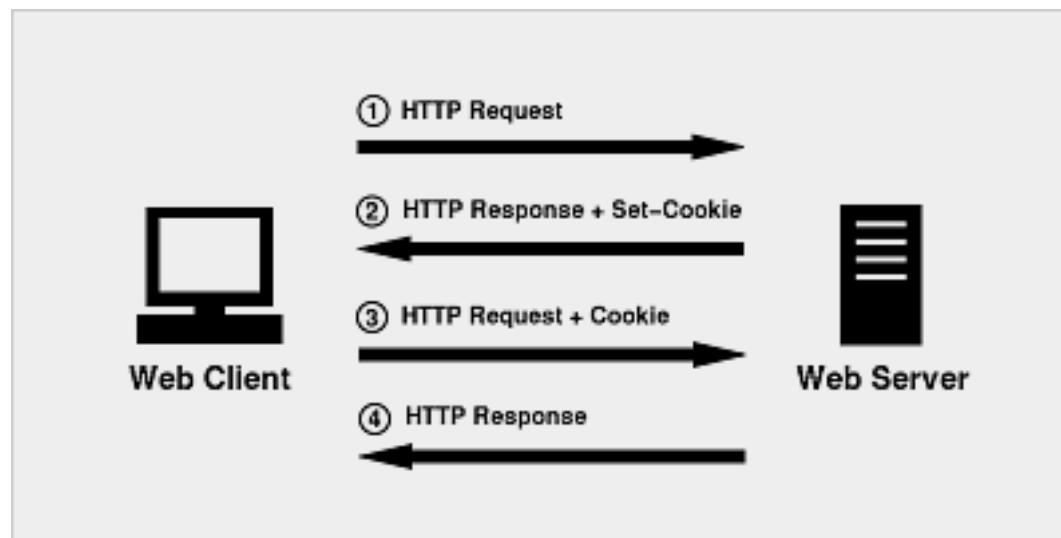 ① HTTP Request
② HTTP Response + Set-Cookie
③ HTTP Request + Cookie
Web Client
Web Server
④ HTTP Response